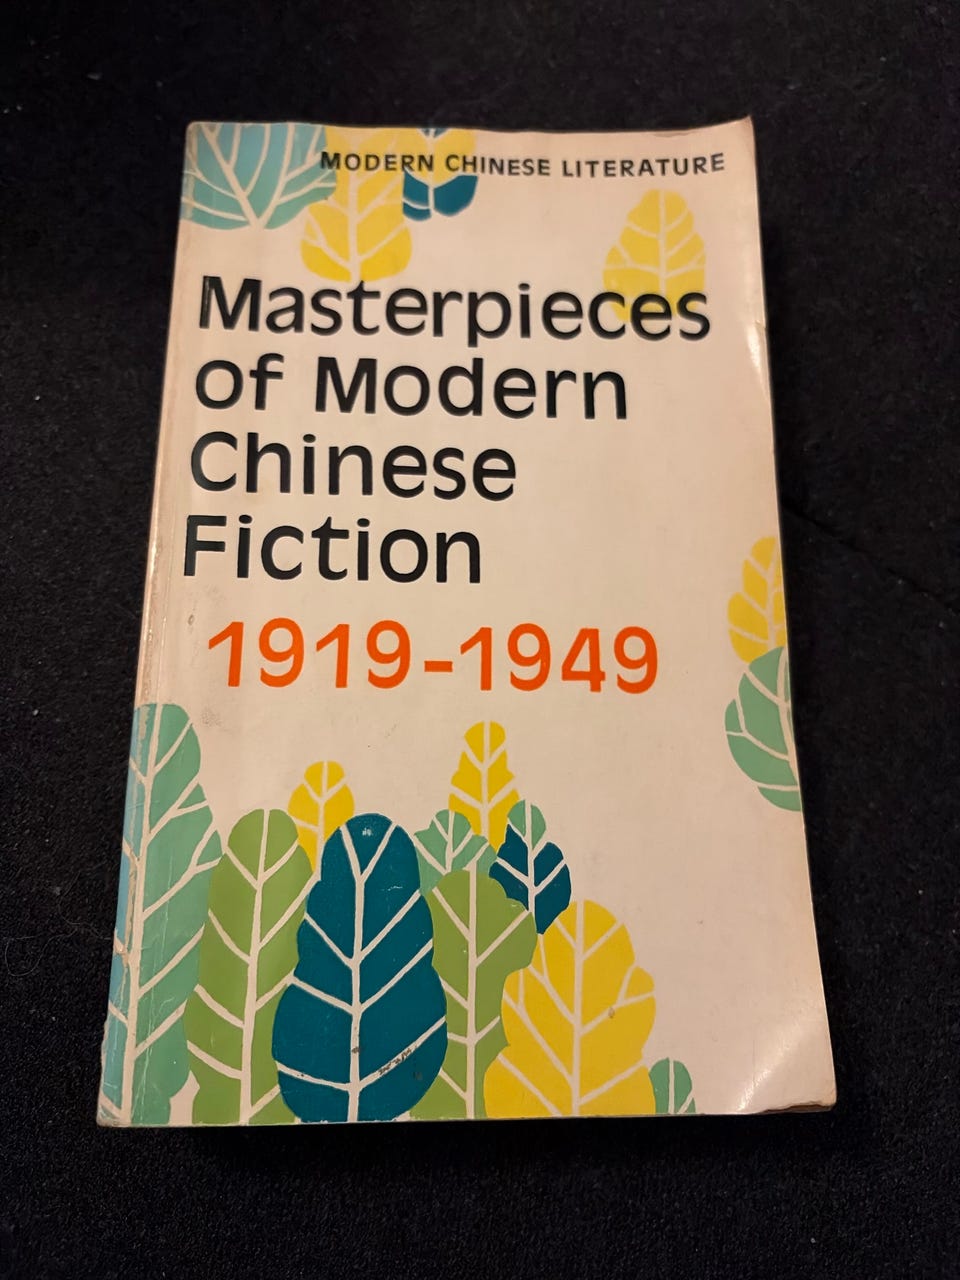 MODERN CHINESE LITERATURE
Masterpieces
of Modern
Chinese
Fiction
1919-1949